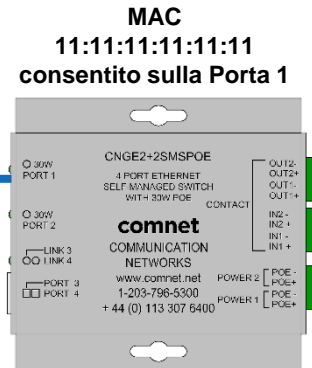 MAC
11:11:11:11:11:11
consentito sulla Porta 1
CNGE2+2SMSPOE
4 PORT ETHERNET
SELF MANAGED SWITCH
WITH 30W POE
30W
PORT 1
30W
PORT 2
LINK 3
LINK 4
PORT 3
PORT 4
comnet
COMMUNICATION
NETWORKS
www.comnet.net
1-203-796-5300
+ 44 (0) 113 307 6400
CONTACT
OUT2-
OUT2+
OUT1-
OUT1+
IN2 -
IN2 +
IN1 -
IN1 +
POWER 2
POE -
POE+
POWER 1
POE -
POE+